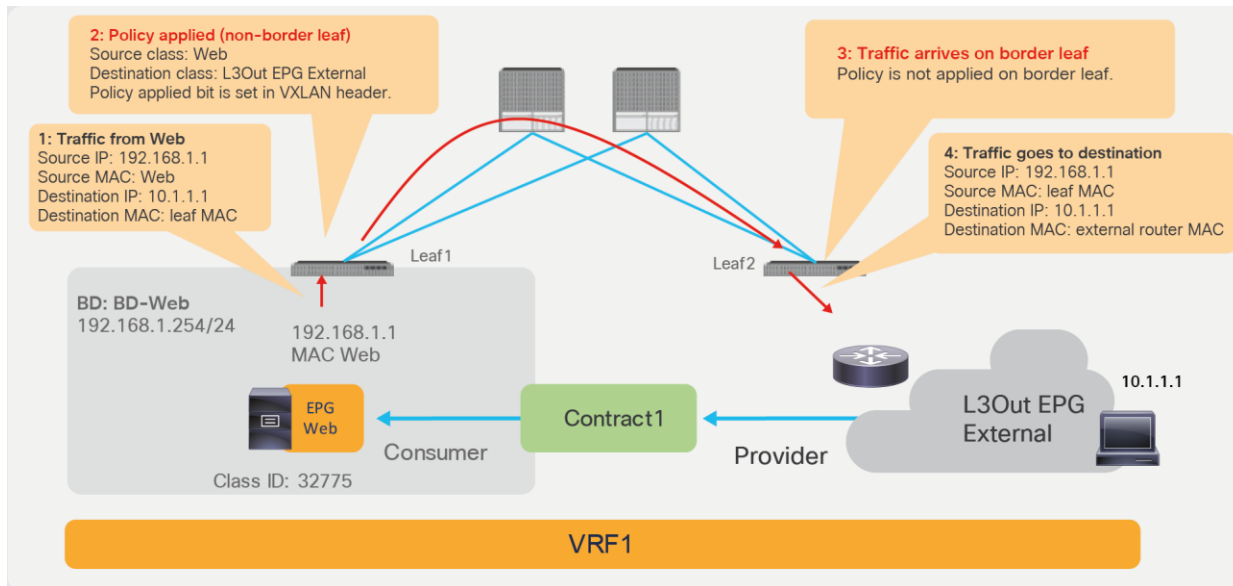 2: Policy applied (non-border leaf)
Source class: Web
Destination class: L3Out EPG External
Policy applied bit is set in VXLAN header.
3: Traffic arrives on border leaf
Policy is not applied on border leaf.
1: Traffic from Web
Source IP: 192.168.1.1
Source MAC: Web
Destination IP: 10.1.1.1
Destination MAC: leaf MAC
4: Traffic goes to destination
Source IP: 192.168.1.1
Source MAC: leaf MAC
Destination IP: 10.1.1.1
Destination MAC: external router MAC
Leaf1
Leaf2
BD: BD-Web
192.168.1.254/24
192.168.1.1
MAC Web
EPG
Web
Class ID: 32775
Consumer
Contract1
Provider
L3Out EPG
External
10.1.1.1
VRF1